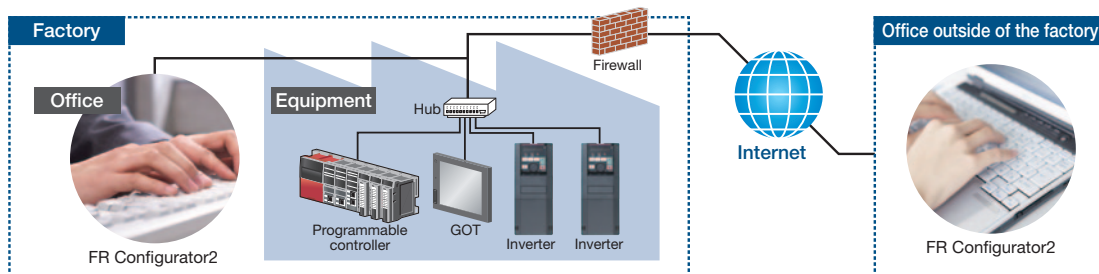 Factory
Office
FR Configurator2
Equipment
Hub
Programmable
controller
GOT
Inverter
Inverter
Firewall
Internet
Office outside of the factory
FR Configurator2